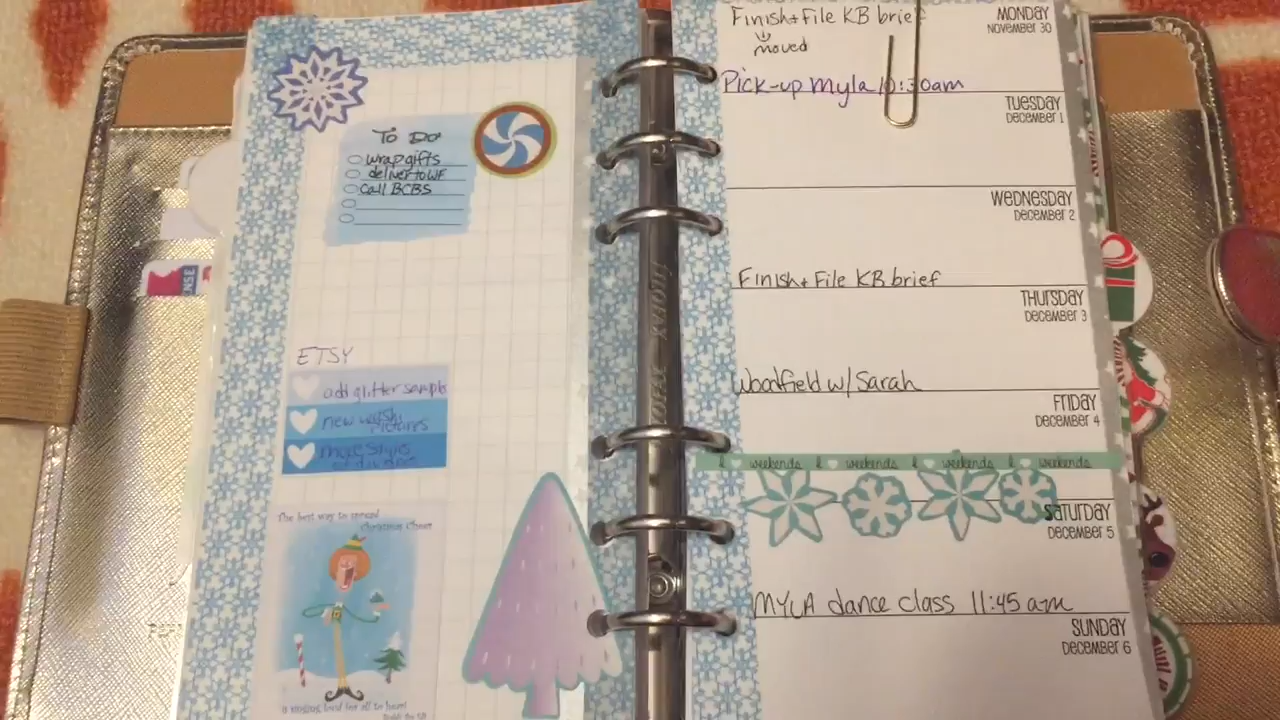 To Do
wrap gifts
deliver to WF
call BCBS
ETSY
add glitter sample
new washi
pictures
more styles
The best way to spread
Christmas Cheer
is singing loud for all to hear!
Finish + File KB brief
moved
MONDAY
NOVEMBER 30
Pick-up Myla 10:30am
TUESDAY
DECEMBER 1
WEDNESDAY
DECEMBER 2
Finish + File KB brief
THURSDAY
DECEMBER 3
Woodfield w/ Sarah
FRIDAY
DECEMBER 4
I weekends I weekends I weekends I weekends
SATURDAY
DECEMBER 5
MYLA dance class 11:45 am
SUNDAY
DECEMBER 6